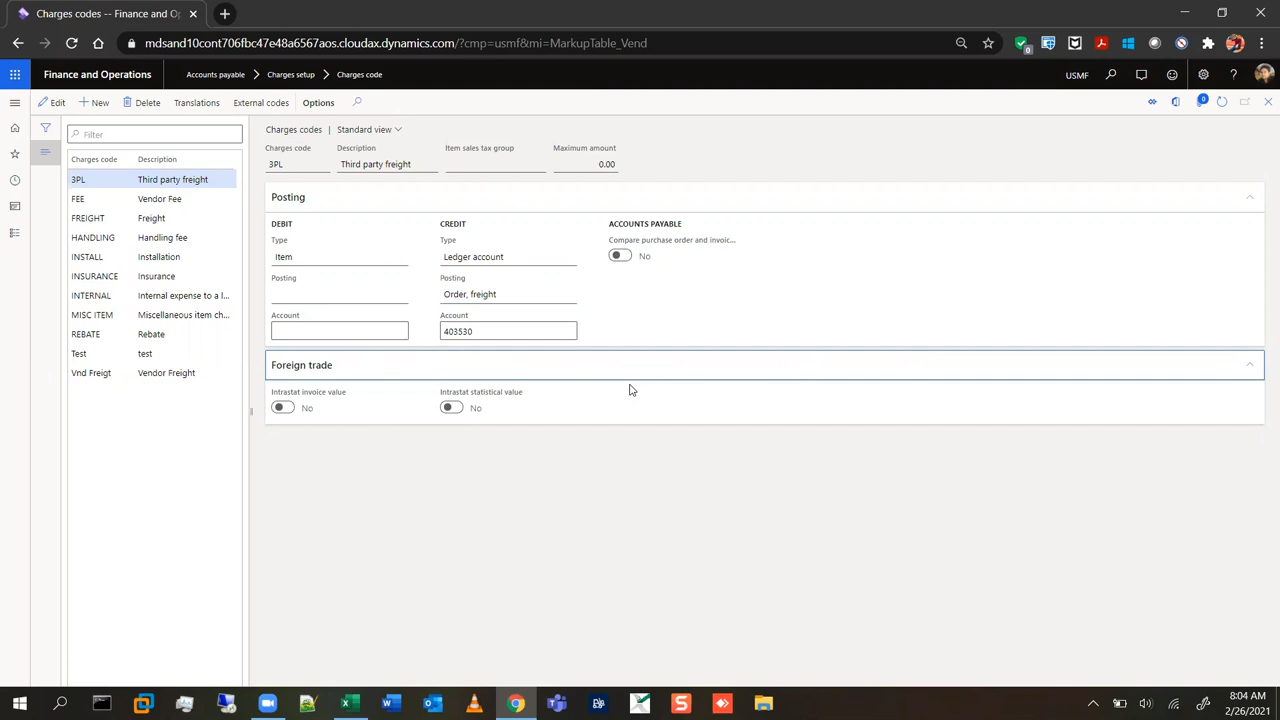 Charges codes -- Finance and Op
mdsand10cont706fbc47e48a6567aos.cloudax.dynamics.com/?cmp=usmf&mi=MarkupTable_Vend
Finance and Operations
Accounts payable > Charges setup > Charges code
USMF
Edit
New
Delete
Translations
External codes
Options
0
Filter
Charges code Description
3PL Third party freight
FEE Vendor Fee
FREIGHT Freight
HANDLING Handling fee
INSTALL Installation
INSURANCE Insurance
INTERNAL Internal expense to a l...
MISC ITEM Miscellaneous item ch...
REBATE Rebate
Test test
Vnd Freigt Vendor Freight
Charges codes | Standard view
Charges code Description Item sales tax group Maximum amount
3PL Third party freight 0.00
Posting
DEBIT CREDIT ACCOUNTS PAYABLE
Type Type Compare purchase order and invoic...
Item Ledger account No
Posting Posting
Order, freight
Account Account
403530
Foreign trade
Intrastat invoice value Intrastat statistical value
No No
8:04 AM
2/26/2021